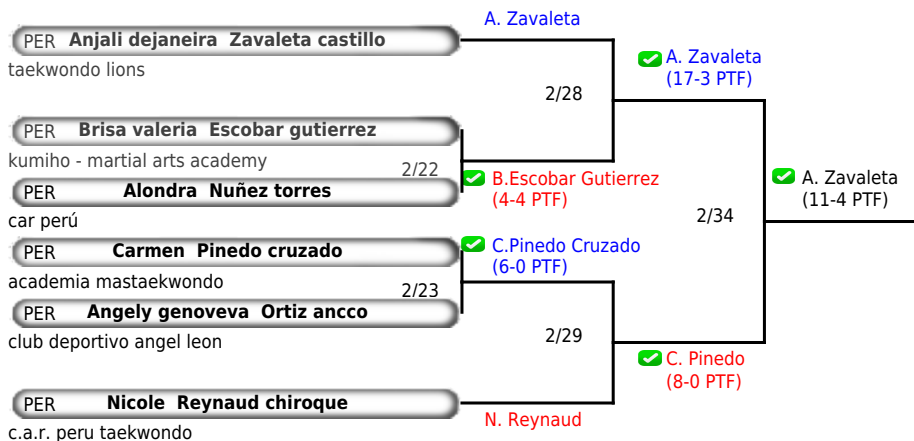 A. Zavaleta
PER Anjali dejaneira Zavaleta castillo
taekwondo lions
A. Zavaleta
(17-3 PTF)
2/28
PER Brisa valeria Escobar gutierrez
kumiho - martial arts academy
2/22
B.Escobar Gutierrez
(4-4 PTF)
PER Alondra Nuñez torres
car perú
A. Zavaleta
(11-4 PTF)
2/34
PER Carmen Pinedo cruzado
C.Pinedo Cruzado
(6-0 PTF)
academia mastaekwondo
2/23
PER Angely genoveva Ortiz ancco
club deportivo angel leon
2/29
C. Pinedo
(8-0 PTF)
PER Nicole Reynaud chiroque
N. Reynaud
c.a.r. peru taekwondo